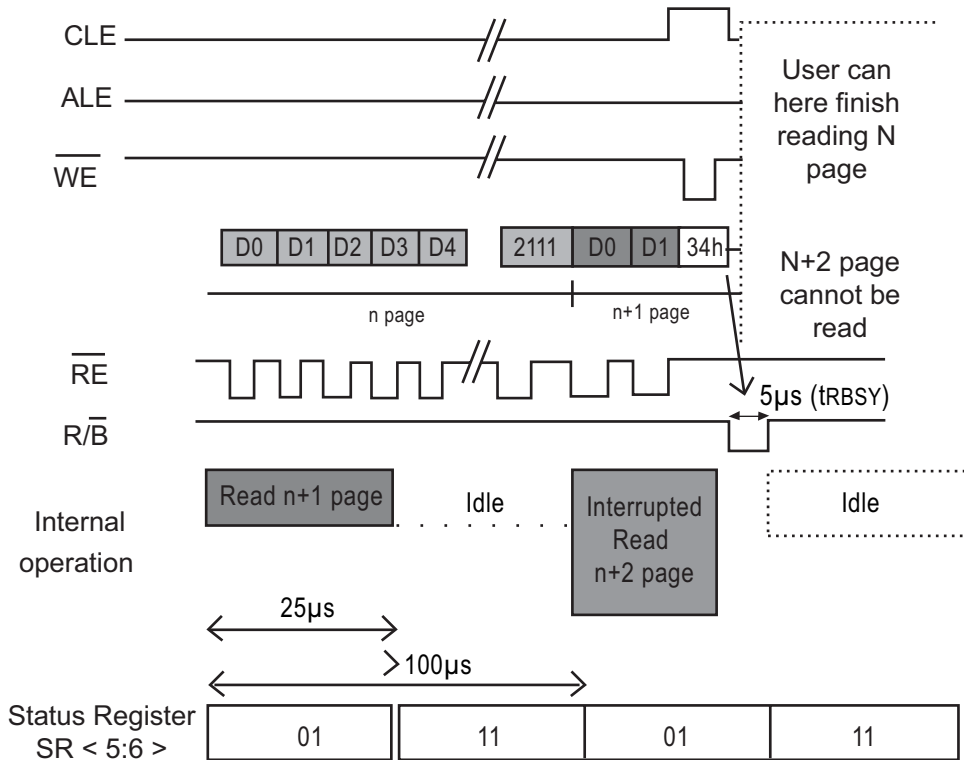 CLE
ALE
WE
User can
here finish
reading N
page
N+2 page
cannot be
read
D0 D1 D2 D3 D4 2111 D0 D1 34h
n page n+1 page
RE
R/B
5µs (tRBSY)
Internal
operation
Read n+1 page
Idle
Interrupted
Read
n+2 page
Idle
25µs
100µs
Status Register
SR < 5:6 >
01 11 01 11